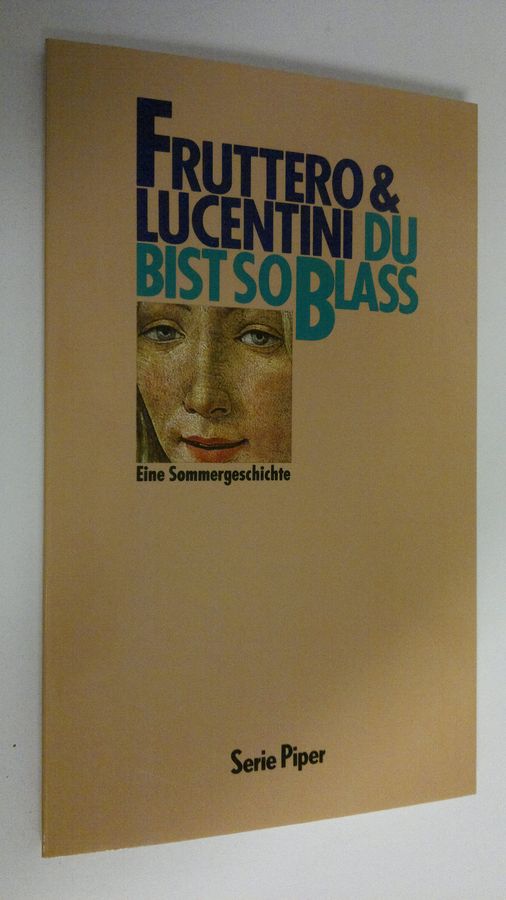 FRUTTERO &
LUCENTINI DU
BIST SO BLASS
Eine Sommergeschichte
Serie Piper